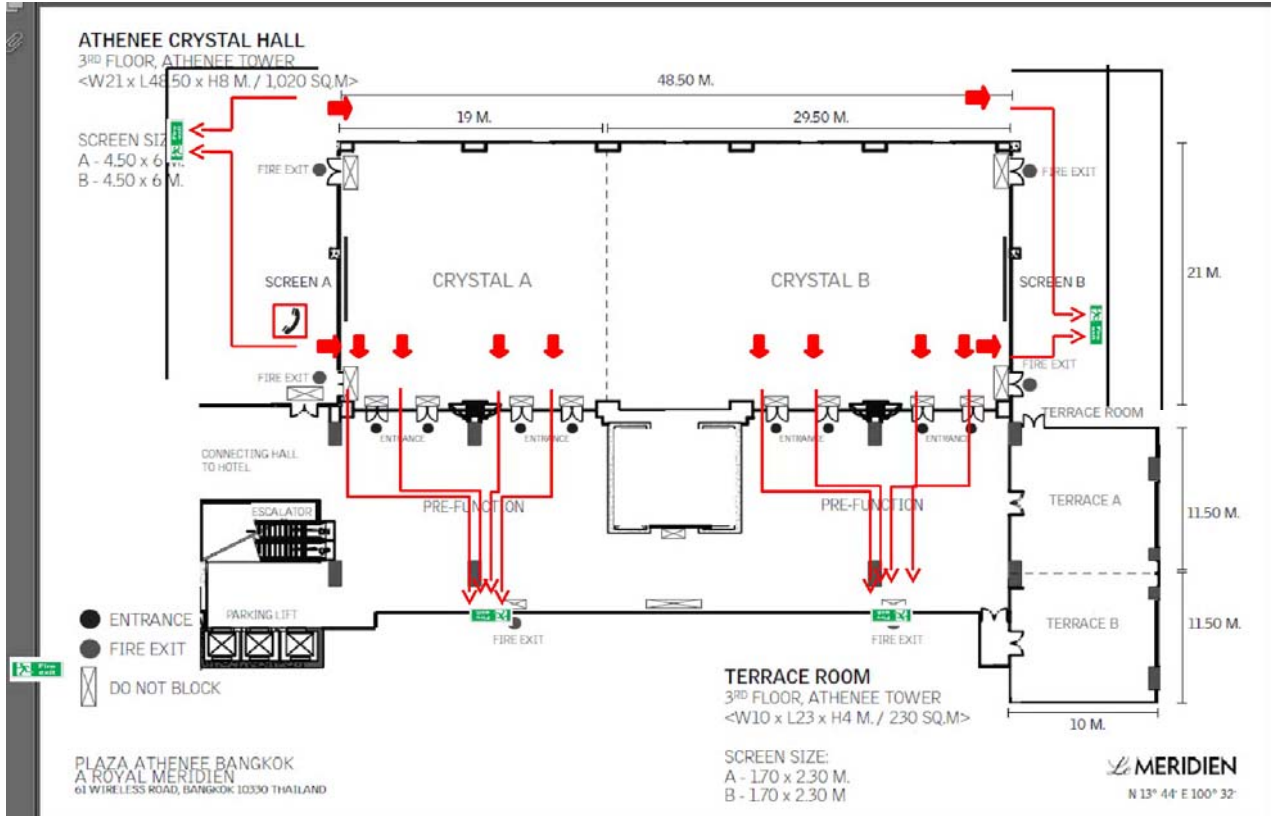 ATHENEE CRYSTAL HALL
3RD FLOOR, ATHENEE TOWER
<W21 x L48.50 x H8 M. / 1,020 SQ.M>
48.50 M.
19 M.
29.50 M.
SCREEN SIZ
A - 4.50 x 6 M.
B - 4.50 x 6 M.
FIRE EXIT
FIRE EXIT
SCREEN A
CRYSTAL A
CRYSTAL B
SCREEN B
21 M.
FIRE EXIT
FIRE EXIT
TERRACE ROOM
ENTRANCE
ENTRANCE
ENTRANCE
CONNECTING HALL
TO HOTEL
PRE-FUNCTION
PRE-FUNCTION
ESCALATOR
TERRACE A
11.50 M.
PARKING LIFT
TERRACE B
11.50 M.
FIRE EXIT
FIRE EXIT
ENTRANCE
FIRE EXIT
DO NOT BLOCK
Fire
exit
TERRACE ROOM
3RD FLOOR, ATHENEE TOWER
<W10 x L23 x H4 M. / 230 SQ.M>
10 M.
SCREEN SIZE:
A - 1.70 x 2.30 M.
B - 1.70 x 2.30 M
PLAZA ATHENEE BANGKOK
A ROYAL MERIDIEN
61 WIRELESS ROAD, BANGKOK 10330 THAILAND
Le MERIDIEN
N 13° 44' E 100° 32'